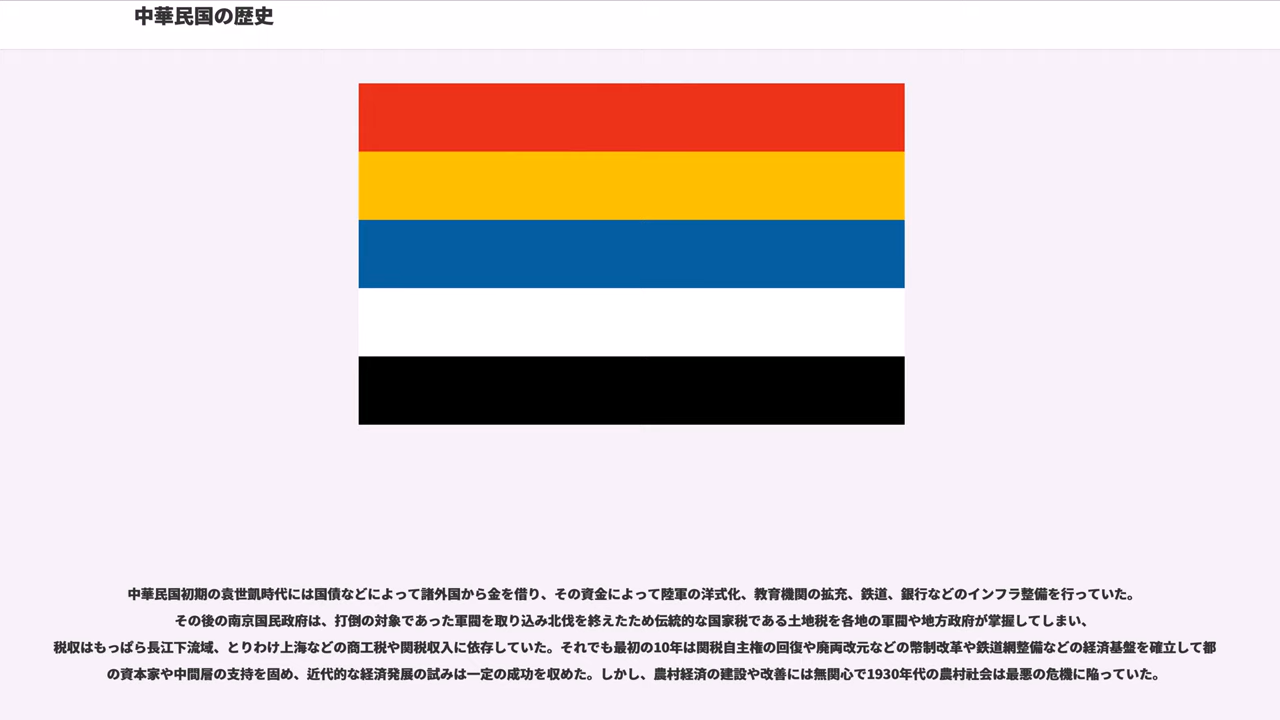 中華民国の歴史
中華民国初期の袁世凱時代には国債などによって諸外国から金を借り、その資金によって陸軍の洋式化、教育機関の拡充、鉄道、銀行などのインフラ整備を行っていた。
その後の南京国民政府は、打倒の対象であった軍閥を取り込み北伐を終えたため伝統的な国家税である土地税を各地の軍閥や地方政府が掌握してしまい、
税収はもっぱら長江下流域、とりわけ上海などの商工税や関税収入に依存していた。それでも最初の10年は関税自主権の回復や廃両改元などの幣制改革や鉄道網整備などの経済基盤を確立して都
の資本家や中間層の支持を固め、近代的な経済発展の試みは一定の成功を収めた。しかし、農村経済の建設や改善には無関心で1930年代の農村社会は最悪の危機に陥っていた。